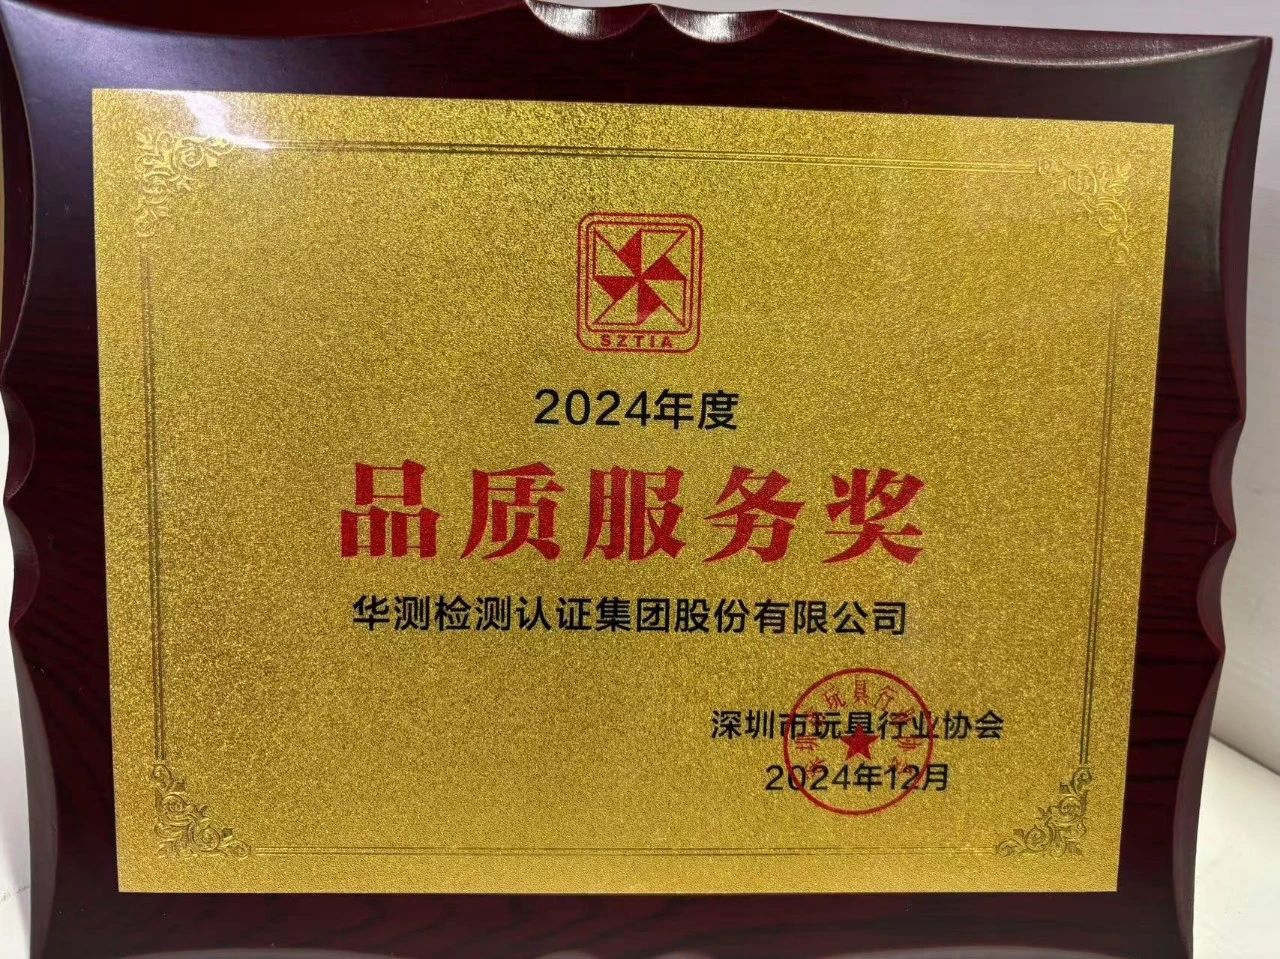 SZTIA
2024年度
品质服务奖
华测检测认证集团股份有限公司
深圳市玩具行业协会
2024年12月